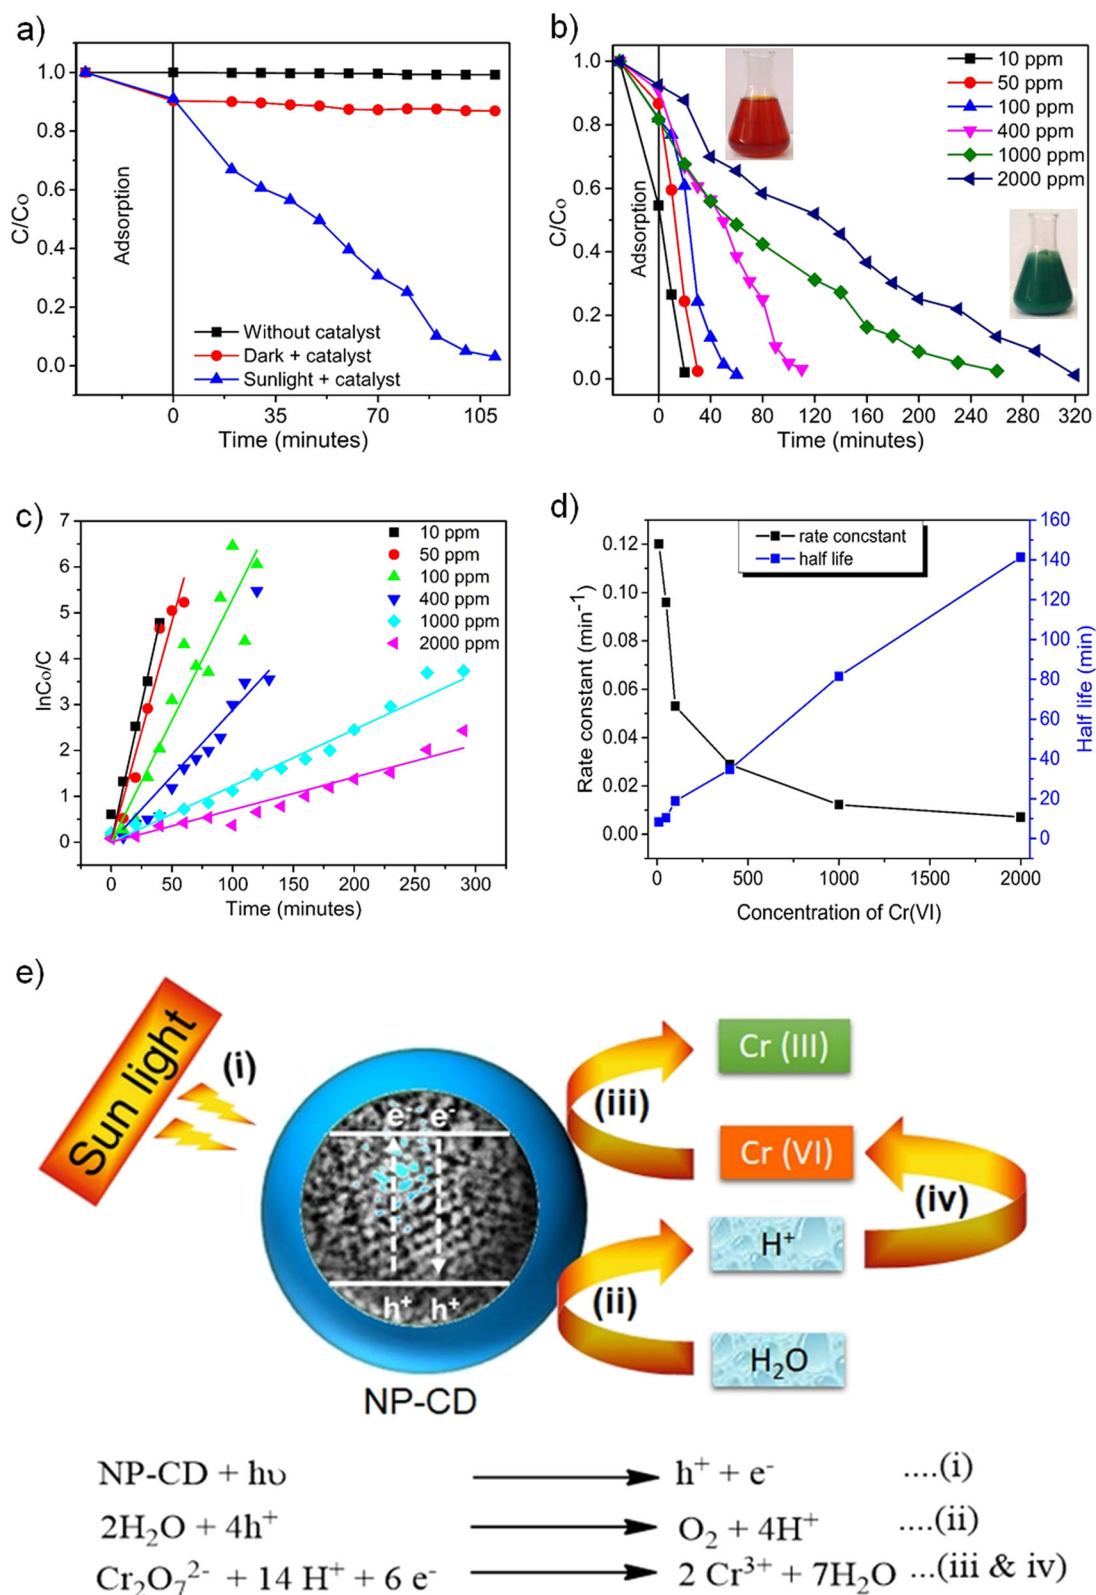 a)
1.0
0.8
0.6
0.4
0.2
0.0
C/Co
Adsorption
Without catalyst
Dark + catalyst
Sunlight + catalyst
0 35 70 105
Time (minutes)
b)
1.0
0.8
0.6
0.4
0.2
0.0
C/Co
Adsorption
10 ppm
50 ppm
100 ppm
400 ppm
1000 ppm
2000 ppm
0 40 80 120 160 200 240 280 320
Time (minutes)
c)
7
6
5
4
3
2
1
0
lnCo/C
10 ppm
50 ppm
100 ppm
400 ppm
1000 ppm
2000 ppm
0 50 100 150 200 250 300
Time (minutes)
d)
0.12
0.10
0.08
0.06
0.04
0.02
0.00
Rate constant (min⁻¹)
rate concstant
half life
160
140
120
100
80
60
40
20
0
Half life (min)
0 500 1000 1500 2000
Concentration of Cr(VI)
e)
Sun light
(i)
e⁻ e⁻
h⁺ h⁺
NP-CD
(iii)
Cr (III)
Cr (VI)
(iv)
H⁺
(ii)
H₂O
NP-CD + hυ ⟶ h⁺ + e⁻ ....(i)
2H₂O + 4h⁺ ⟶ O₂ + 4H⁺ ....(ii)
Cr₂O₇²⁻ + 14 H⁺ + 6 e⁻ ⟶ 2 Cr³⁺ + 7H₂O ...(iii & iv)